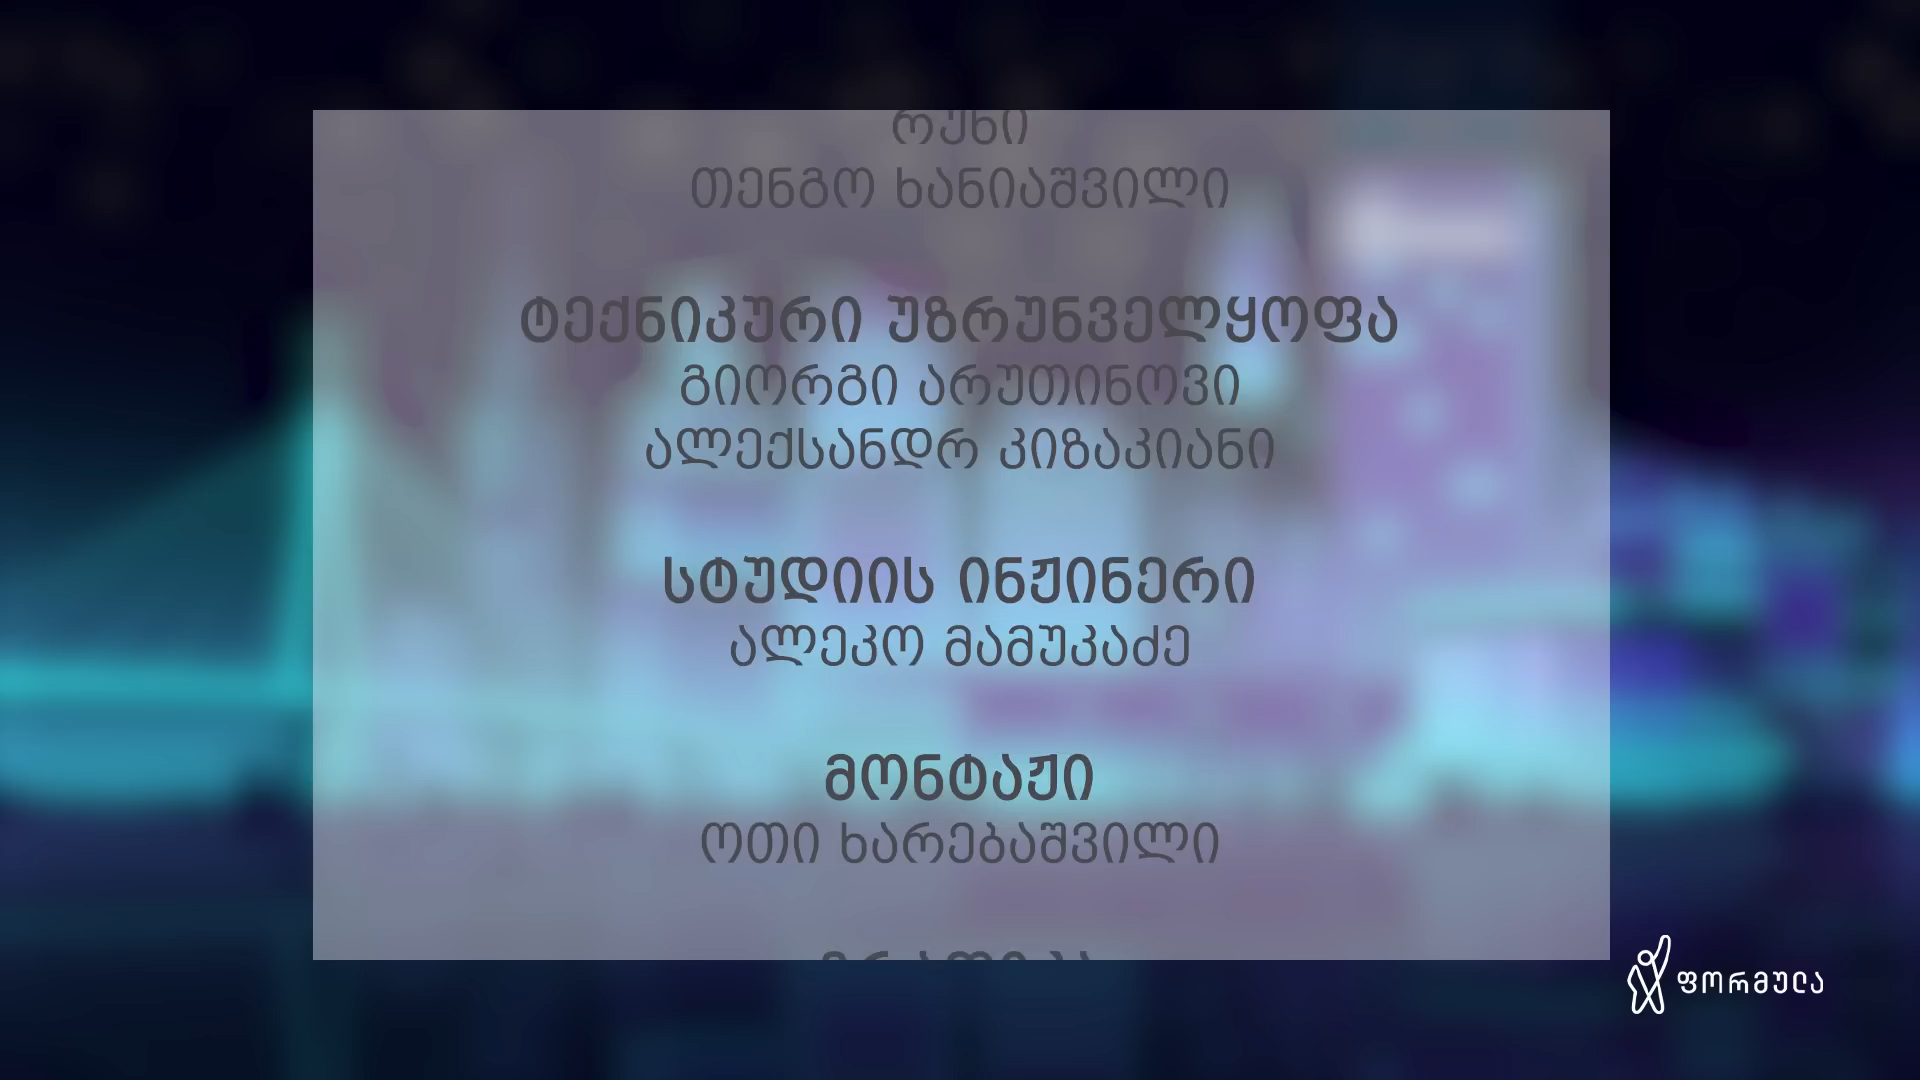 თენგო ხანიაშვილი
ტექნიკური უზრუნველყოფა
გიორგი არუთინოვი
ალექსანდრ კიზაკიანი
სტუდიის ინჟინერი
ალეკო მამუკაძე
მონტაჟი
ოთი ხარებაშვილი
ფორმულა